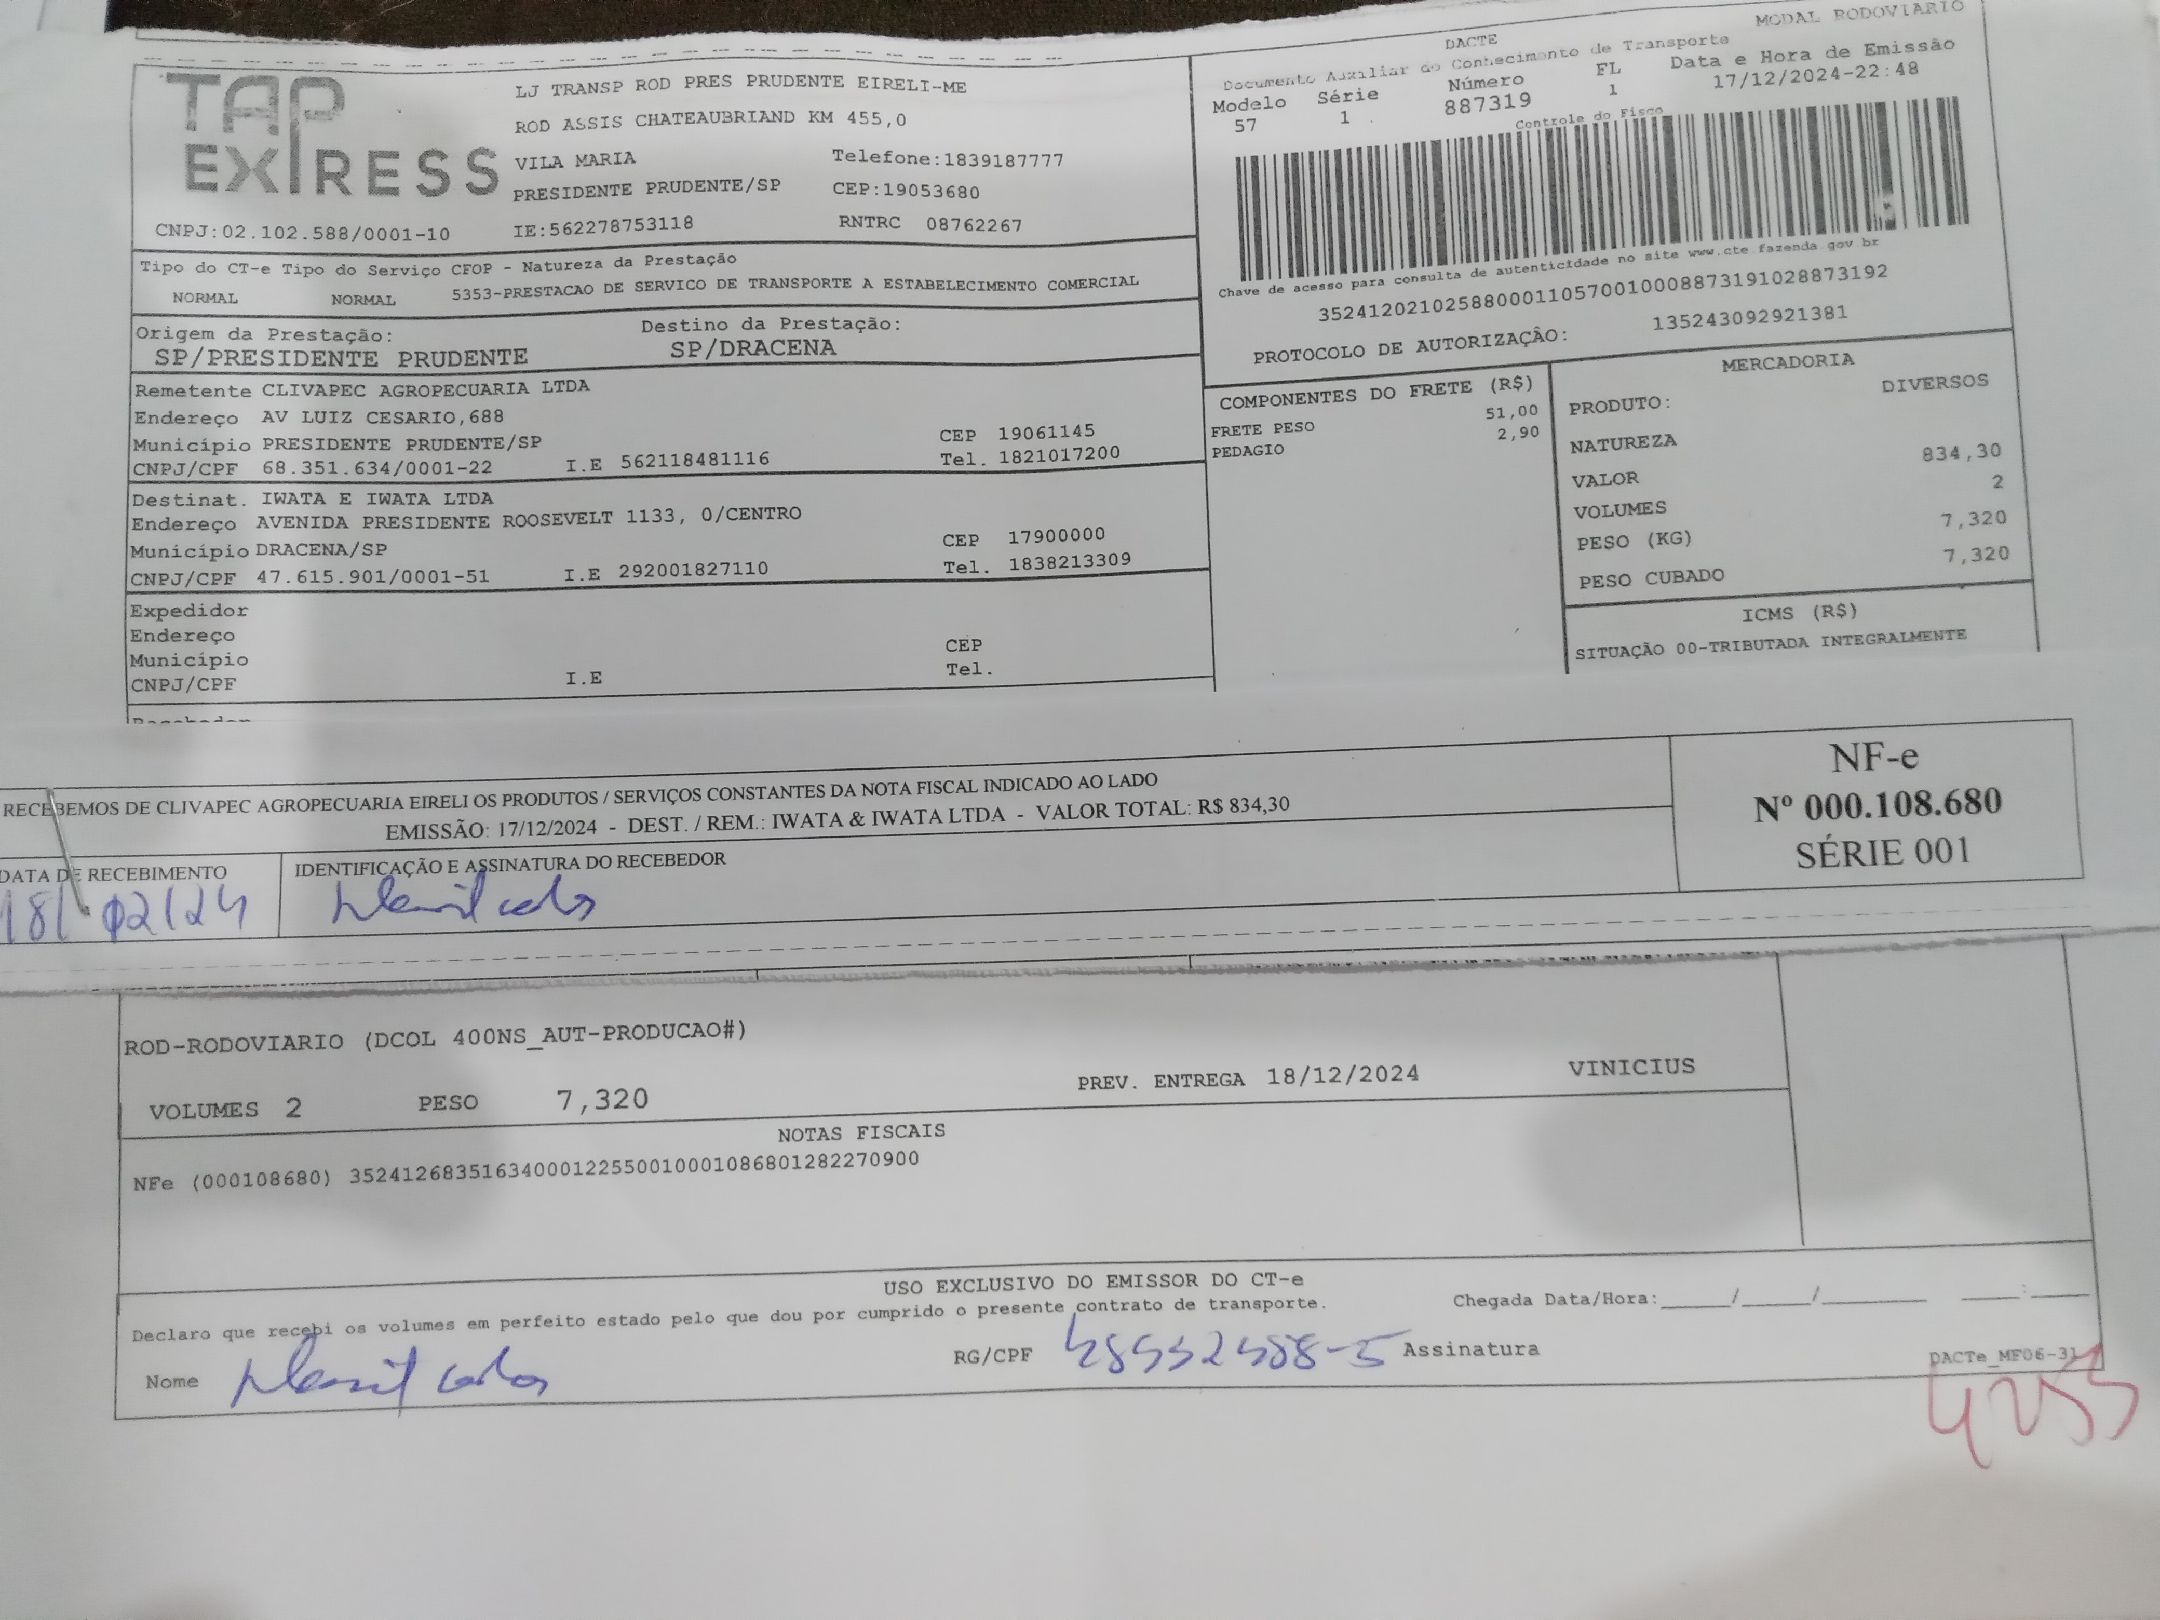 MODAL RODOVIARIO
DACTE
Documento Auxiliar do Conhecimento de Transporte
Modelo Série Número FL Data e Hora de Emissão
57 1 887319 1 17/12/2024-22:48
Controle do Fisco
TAP EXPRESS
LJ TRANSP ROD PRES PRUDENTE EIRELI-ME
ROD ASSIS CHATEAUBRIAND KM 455,0
VILA MARIA Telefone:1839187777
PRESIDENTE PRUDENTE/SP CEP:19053680
CNPJ:02.102.588/0001-10 IE:562278753118 RNTRC 08762267
Chave de acesso para consulta de autenticidade no site www.cte.fazenda.gov.br
35241202102588000110570010008873191028873192
PROTOCOLO DE AUTORIZAÇÃO: 135243092921381
Tipo do CT-e Tipo do Serviço CFOP - Natureza da Prestação
NORMAL NORMAL 5353-PRESTACAO DE SERVICO DE TRANSPORTE A ESTABELECIMENTO COMERCIAL
Origem da Prestação: Destino da Prestação:
SP/PRESIDENTE PRUDENTE SP/DRACENA
Remetente CLIVAPEC AGROPECUARIA LTDA
Endereço AV LUIZ CESARIO,688
Município PRESIDENTE PRUDENTE/SP CEP 19061145
CNPJ/CPF 68.351.634/0001-22 I.E 562118481116 Tel. 1821017200
Destinat. IWATA E IWATA LTDA
Endereço AVENIDA PRESIDENTE ROOSEVELT 1133, 0/CENTRO
Município DRACENA/SP CEP 17900000
CNPJ/CPF 47.615.901/0001-51 I.E 292001827110 Tel. 1838213309
Expedidor
Endereço
Município CEP
CNPJ/CPF I.E Tel.
COMPONENTES DO FRETE (R$)
FRETE PESO 51,00
PEDAGIO 2,90
MERCADORIA
PRODUTO: DIVERSOS
NATUREZA
VALOR 834,30
VOLUMES 2
PESO (KG) 7,320
PESO CUBADO 7,320
ICMS (R$)
SITUAÇÃO 00-TRIBUTADA INTEGRALMENTE
RECEBEMOS DE CLIVAPEC AGROPECUARIA EIRELI OS PRODUTOS / SERVIÇOS CONSTANTES DA NOTA FISCAL INDICADO AO LADO
EMISSÃO: 17/12/2024 - DEST. / REM.: IWATA & IWATA LTDA - VALOR TOTAL: R$ 834,30
NF-e
Nº 000.108.680
SÉRIE 001
DATA DE RECEBIMENTO IDENTIFICAÇÃO E ASSINATURA DO RECEBEDOR
ROD-RODOVIARIO (DCOL 400NS_AUT-PRODUCAO#)
VOLUMES 2 PESO 7,320 PREV. ENTREGA 18/12/2024 VINICIUS
NOTAS FISCAIS
NFe (000108680) 35241268351634000122550010001086801282270900
USO EXCLUSIVO DO EMISSOR DO CT-e
Declaro que recebi os volumes em perfeito estado pelo que dou por cumprido o presente contrato de transporte. Chegada Data/Hora:_____/_____/________ ____:____
Nome RG/CPF Assinatura
DACTe_MF06-31